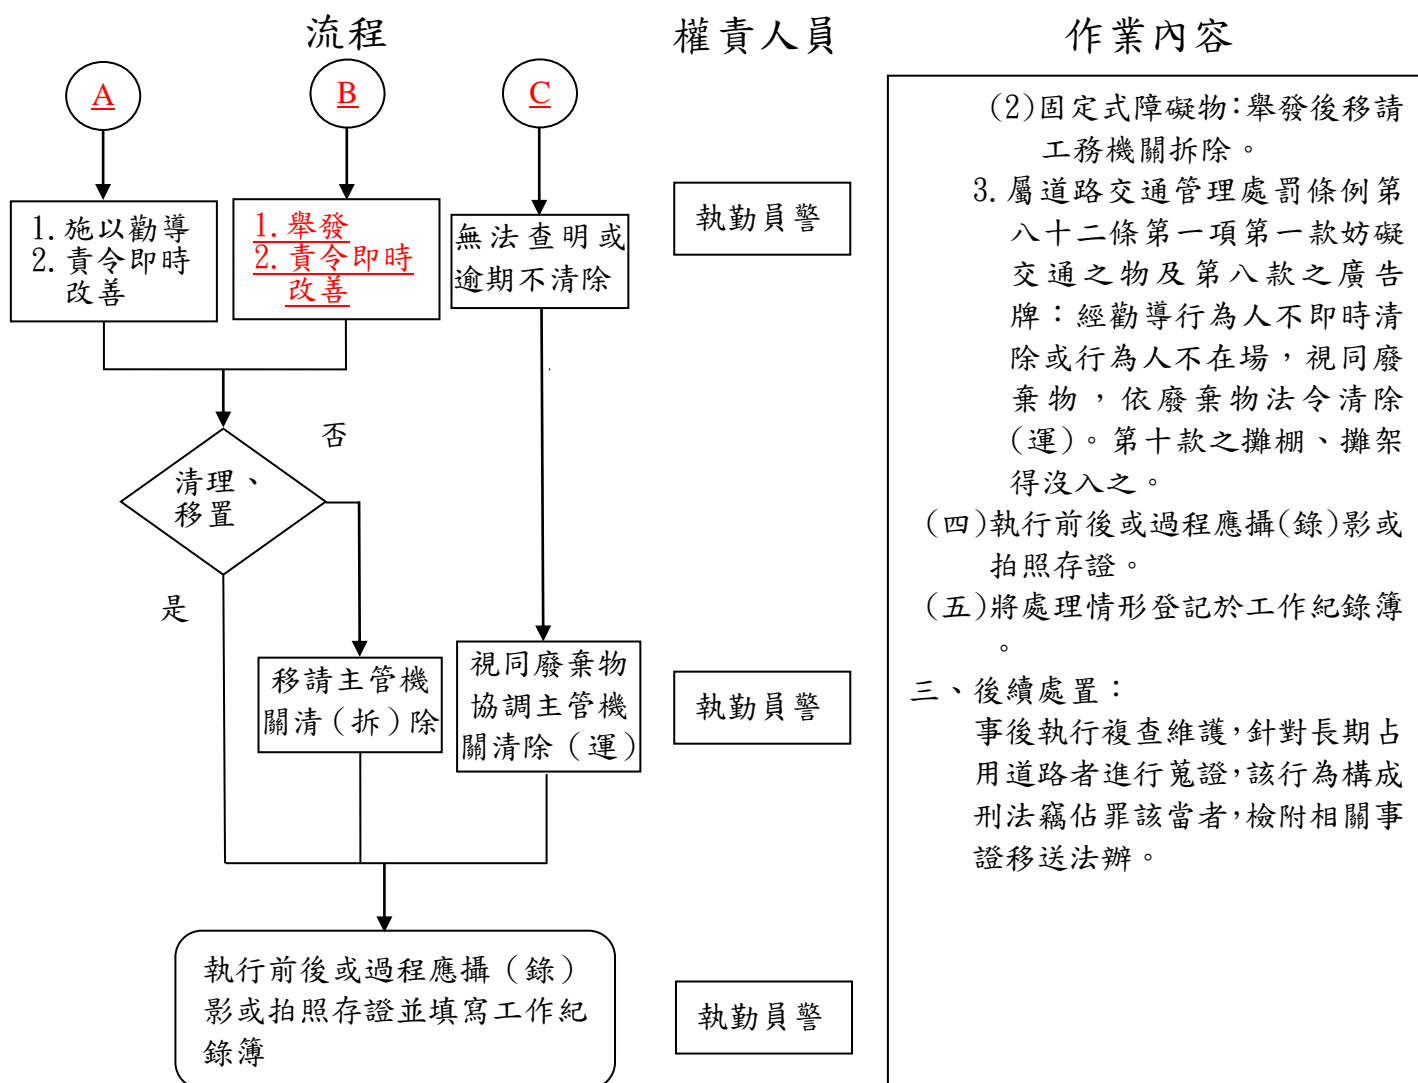 流程
權責人員
作業內容
A
B
C
1.施以勸導
2.責令即時
改善
1.舉發
2.責令即時
改善
無法查明或
逾期不清除
執勤員警
否
清理、
移置
是
移請主管機
關清（拆）除
視同廢棄物
協調主管機
關清除（運）
執勤員警
執行前後或過程應攝（錄）
影或拍照存證並填寫工作紀
錄簿
執勤員警
(2)固定式障礙物：舉發後移請
工務機關拆除。
3.屬道路交通管理處罰條例第
八十二條第一項第一款妨礙
交通之物及第八款之廣告
牌：經勸導行為人不即時清
除或行為人不在場，視同廢
棄物，依廢棄物法令清除
(運)。第十款之攤棚、攤架
得沒入之。
(四)執行前後或過程應攝(錄)影或
拍照存證。
(五)將處理情形登記於工作紀錄簿
。
三、後續處置：
事後執行複查維護，針對長期占
用道路者進行蒐證，該行為構成
刑法竊佔罪該當者，檢附相關事
證移送法辦。